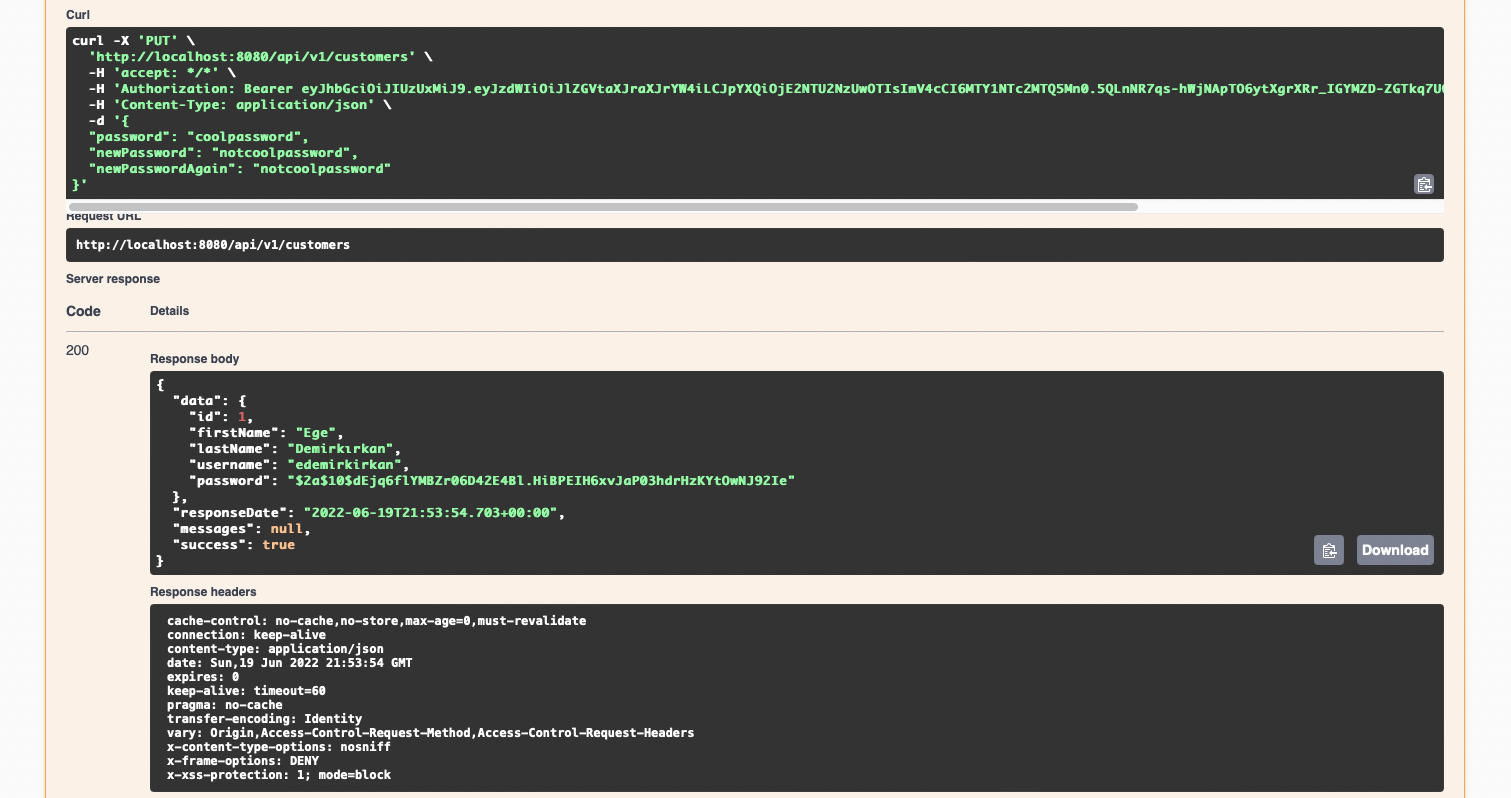 Curl
curl -X 'PUT' \
'http://localhost:8080/api/v1/customers' \
-H 'accept: */*' \
-H 'Authorization: Bearer eyJhbGciOiJIUzUxMiJ9.eyJzdWIiOiJlZGVtaXJraXJrYW4iLCJpYXQiOjE2NTU2NzUwOTIsImV4cCI6MTY1NTc2MTQ5Mn0.5QLnNR7qs-hWjNApTO6ytXgrXRr_IGYMZD-ZGTkq7U
-H 'Content-Type: application/json' \
-d '{
"password": "coolpassword",
"newPassword": "notcoolpassword",
"newPasswordAgain": "notcoolpassword"
}'
Request URL
http://localhost:8080/api/v1/customers
Server response
Code Details
200
Response body
{
"data": {
"id": 1,
"firstName": "Ege",
"lastName": "Demirkırkan",
"username": "edemirkirkan",
"password": "$2a$10$dEjq6flYMBZr06D42E4Bl.HiBPEIH6xvJaP03hdrHzKYtOwNJ92Ie"
},
"responseDate": "2022-06-19T21:53:54.703+00:00",
"messages": null,
"success": true
}
Download
Response headers
cache-control: no-cache,no-store,max-age=0,must-revalidate
connection: keep-alive
content-type: application/json
date: Sun,19 Jun 2022 21:53:54 GMT
expires: 0
keep-alive: timeout=60
pragma: no-cache
transfer-encoding: Identity
vary: Origin,Access-Control-Request-Method,Access-Control-Request-Headers
x-content-type-options: nosniff
x-frame-options: DENY
x-xss-protection: 1; mode=block